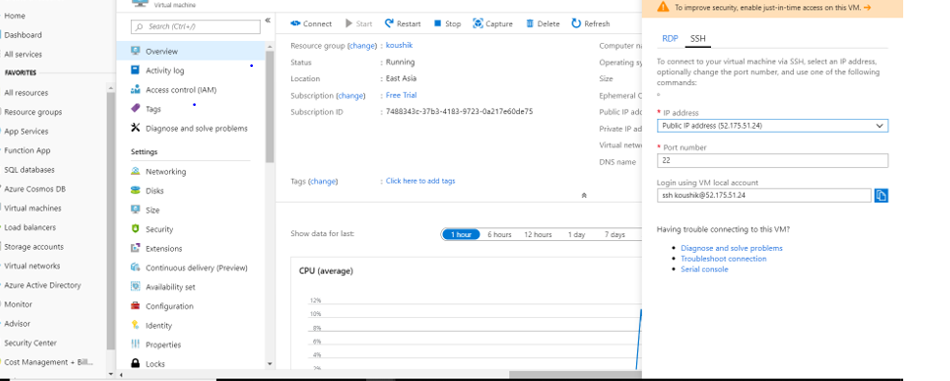 Home
Dashboard
All services
FAVORITES
All resources
Resource groups
App Services
Function App
SQL databases
Azure Cosmos DB
Virtual machines
Load balancers
Storage accounts
Virtual networks
Azure Active Directory
Monitor
Advisor
Security Center
Cost Management + Bill...
Virtual machine
Search (Ctrl+/)
Overview
Activity log
Access control (IAM)
Tags
Diagnose and solve problems
Settings
Networking
Disks
Size
Security
Extensions
Continuous delivery (Preview)
Availability set
Configuration
Identity
Properties
Locks
Connect Start Restart Stop Capture Delete Refresh
Resource group (change) : koushik
Status : Running
Location : East Asia
Subscription (change) : Free Trial
Subscription ID : 7488343c-37b3-4183-9723-0a217e60de75
Computer na
Operating sy
Size
Ephemeral O
Public IP add
Private IP ad
Virtual netwo
DNS name
Tags (change) : Click here to add tags
Show data for last: 1 hour 6 hours 12 hours 1 day 7 days
CPU (average)
12%
10%
8%
6%
4%
2%
To improve security, enable just-in-time access on this VM. →
RDP SSH
To connect to your virtual machine via SSH, select an IP address,
optionally change the port number, and use one of the following
commands:
* IP address
Public IP address (52.175.51.24)
* Port number
22
Login using VM local account
ssh koushik@52.175.51.24
Having trouble connecting to this VM?
Diagnose and solve problems
Troubleshoot connection
Serial console